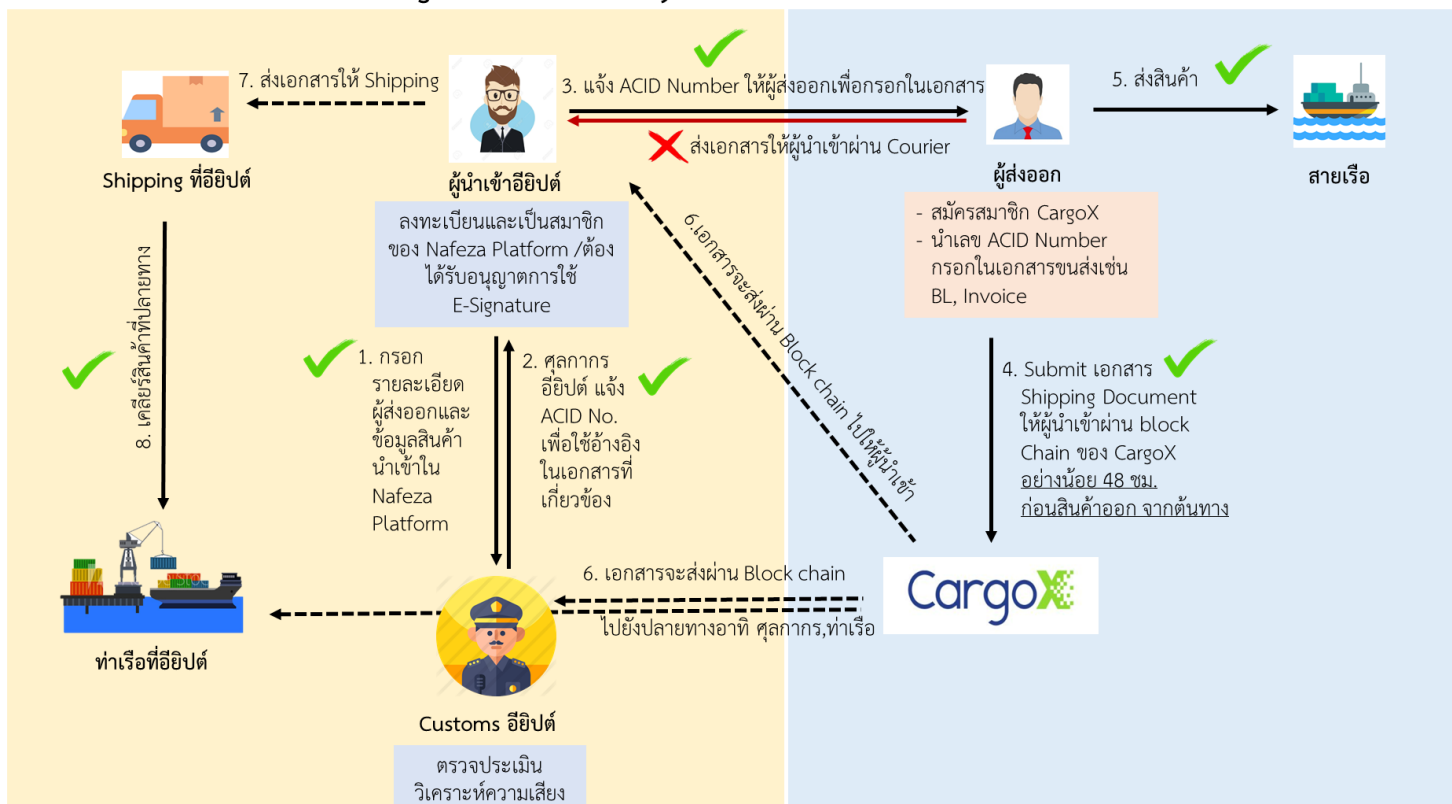 7. ส่งเอกสารให้ Shipping
3. แจ้ง ACID Number ให้ผู้ส่งออกเพื่อกรอกในเอกสาร
5. ส่งสินค้า
ส่งเอกสารให้ผู้นำเข้าผ่าน Courier
Shipping ที่อียิปต์
ผู้นำเข้าอียิปต์
ผู้ส่งออก
สายเรือ
ลงทะเบียนและเป็นสมาชิก
ของ Nafeza Platform /ต้อง
ได้รับอนุญาตการใช้
E-Signature
- สมัครสมาชิก CargoX
- นำเลข ACID Number
กรอกในเอกสารขนส่งเช่น
BL, Invoice
8. เคลียร์สินค้าที่ปลายทาง
1. กรอก
รายละเอียด
ผู้ส่งออกและ
ข้อมูลสินค้า
นำเข้าใน
Nafeza
Platform
2. ศุลกากร
อียิปต์ แจ้ง
ACID No.
เพื่อใช้อ้างอิง
ในเอกสารที่
เกี่ยวข้อง
6.เอกสารจะส่งผ่าน Block chain ไปให้ผู้นำเข้า
4. Submit เอกสาร
Shipping Document
ให้ผู้นำเข้าผ่าน block
Chain ของ CargoX
อย่างน้อย 48 ชม.
ก่อนสินค้าออก จากต้นทาง
6. เอกสารจะส่งผ่าน Block chain
ไปยังปลายทางอาทิ ศุลกากร,ท่าเรือ
CargoX
ท่าเรือที่อียิปต์
Customs อียิปต์
ตรวจประเมิน
วิเคราะห์ความเสี่ยง